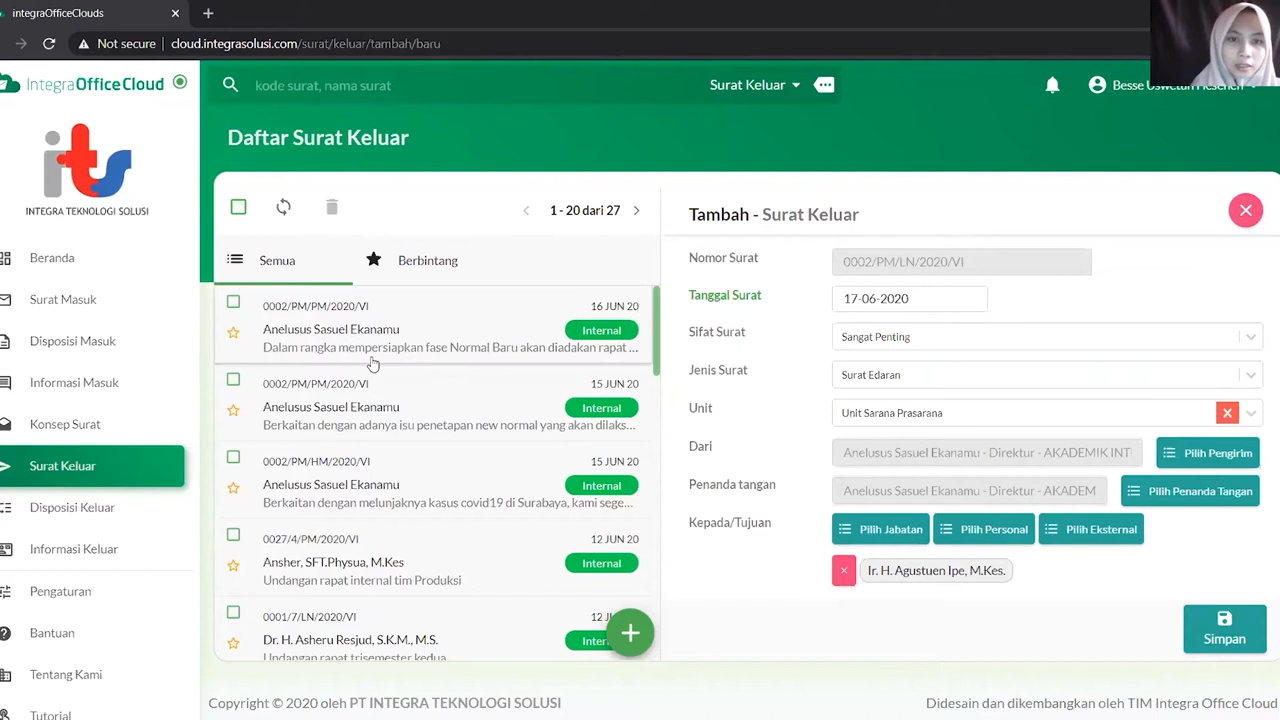 integraOfficeClouds
Not secure
cloud.integrasolusi.com/surat/keluar/tambah/baru
IntegraOfficeCloud
kode surat, nama surat
Surat Keluar
Besse
its
INTEGRA TEKNOLOGI SOLUSI
Daftar Surat Keluar
Beranda
Surat Masuk
Disposisi Masuk
Informasi Masuk
Konsep Surat
Surat Keluar
Disposisi Keluar
Informasi Keluar
Pengaturan
Bantuan
Tentang Kami
Tutorial
1 - 20 dari 27
Semua
Berbintang
0002/PM/PM/2020/VI
16 JUN 20
Anelusus Sasuel Ekanamu
Internal
Dalam rangka mempersiapkan fase Normal Baru akan diadakan rapat ...
0002/PM/PM/2020/VI
15 JUN 20
Anelusus Sasuel Ekanamu
Internal
Berkaitan dengan adanya isu penetapan new normal yang akan dilaks...
0002/PM/HM/2020/VI
15 JUN 20
Anelusus Sasuel Ekanamu
Internal
Berkaitan dengan melunjaknya kasus covid19 di Surabaya, kami sege...
0027/4/PM/2020/VI
12 JUN 20
Ansher, SFT.Physua, M.Kes
Internal
Undangan rapat internal tim Produksi
0001/7/LN/2020/VI
12 JU
Dr. H. Asheru Resjud, S.K.M., M.S.
Inter
Undangan rapat trisemester kedua
Tambah - Surat Keluar
Nomor Surat
0002/PM/LN/2020/VI
Tanggal Surat
17-06-2020
Sifat Surat
Sangat Penting
Jenis Surat
Surat Edaran
Unit
Unit Sarana Prasarana
Dari
Anelusus Sasuel Ekanamu - Direktur - AKADEMIK INT
Pilih Pengirim
Penanda tangan
Anelusus Sasuel Ekanamu - Direktur - AKADEM
Pilih Penanda Tangan
Kepada/Tujuan
Pilih Jabatan
Pilih Personal
Pilih Eksternal
Ir. H. Agustuen Ipe, M.Kes.
Simpan
Copyright © 2020 oleh PT INTEGRA TEKNOLOGI SOLUSI
Didesain dan dikembangkan oleh TIM Integra Office Cloud